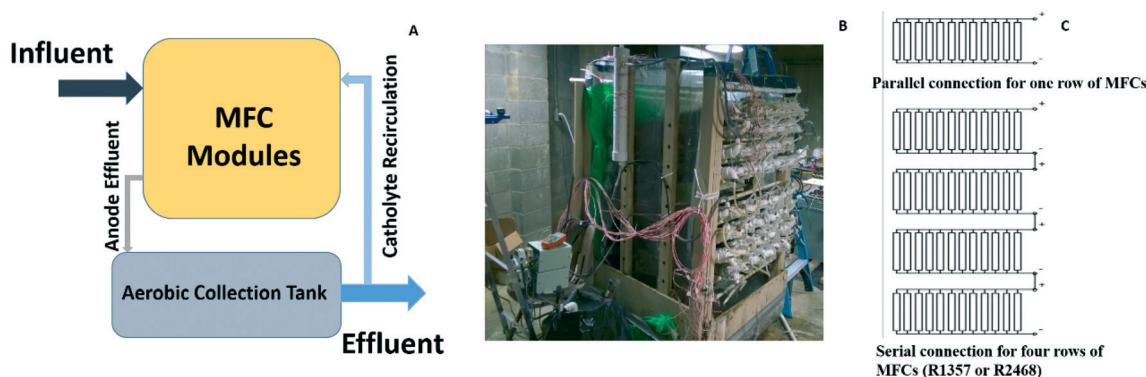 A
Influent
MFC
Modules
Anode Effluent
Catholyte Recirculation
Aerobic Collection Tank
Effluent
B
C
+
−
Parallel connection for one row of MFCs
+
−
+
−
+
−
+
−
Serial connection for four rows of
MFCs (R1357 or R2468)